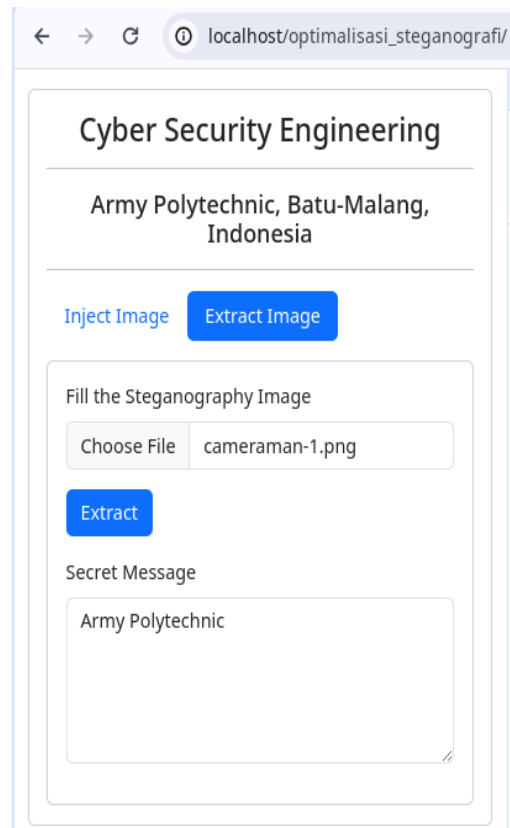 localhost/optimalisasi_steganografi/
Cyber Security Engineering
Army Polytechnic, Batu-Malang,
Indonesia
Inject Image Extract Image
Fill the Steganography Image
Choose File cameraman-1.png
Extract
Secret Message
Army Polytechnic